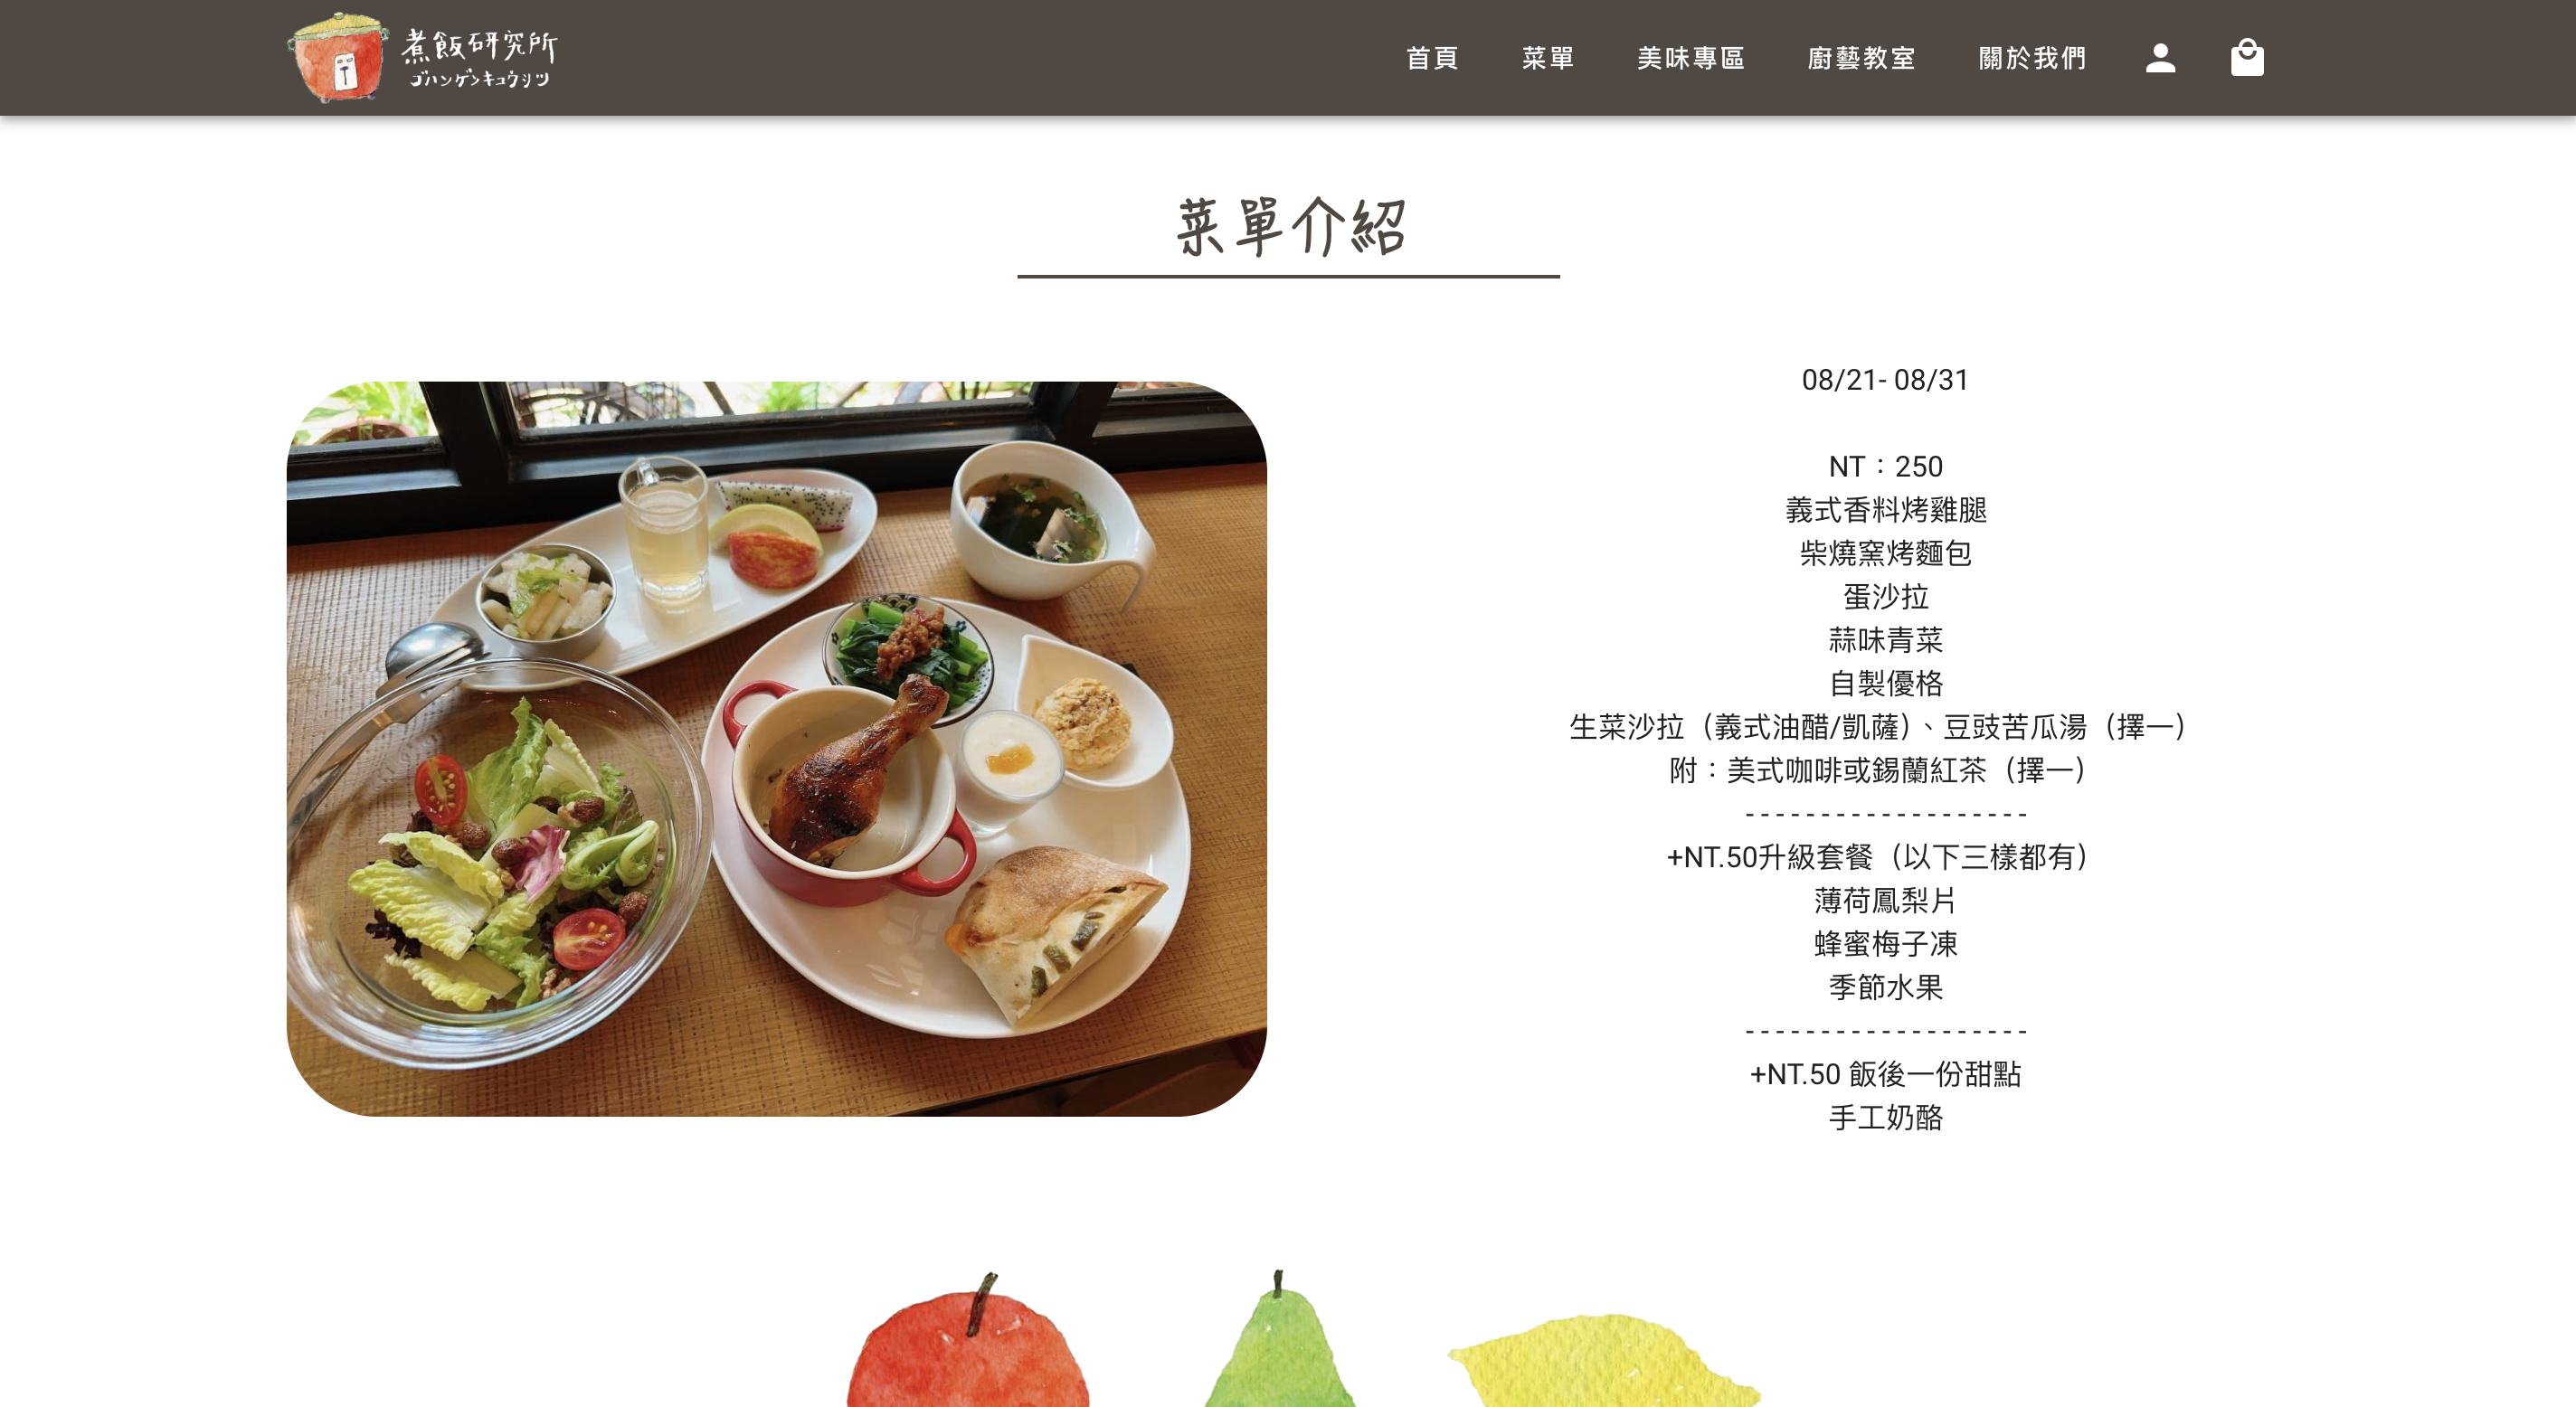 煮飯研究所
ゴハンゲンキュウシツ
首頁
菜單
美味專區
廚藝教室
關於我們
菜單介紹
08/21- 08/31
NT：250
義式香料烤雞腿
柴燒窯烤麵包
蛋沙拉
蒜味青菜
自製優格
生菜沙拉（義式油醋/凱薩）、豆豉苦瓜湯（擇一）
附：美式咖啡或錫蘭紅茶（擇一）
- - - - - - - - - - - - - - - - - - -
+NT.50升級套餐（以下三樣都有）
薄荷鳳梨片
蜂蜜梅子凍
季節水果
- - - - - - - - - - - - - - - - - - -
+NT.50 飯後一份甜點
手工奶酪